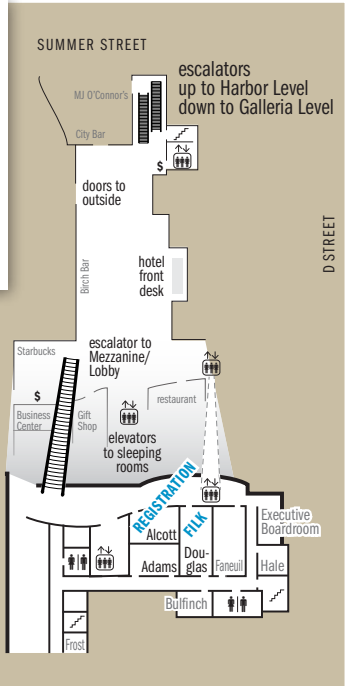 SUMMER STREET
escalators
up to Harbor Level
down to Galleria Level
MJ O'Connor's
City Bar
$
doors to
outside
D STREET
Birch Bar
hotel
front
desk
escalator to
Mezzanine/
Lobby
Starbucks
$
Business
Center
Gift
Shop
restaurant
elevators
to sleeping
rooms
REGISTRATION
FILK
Alcott
Adams
Dou-
glas
Faneuil
Executive
Boardroom
Hale
Bulfinch
Frost